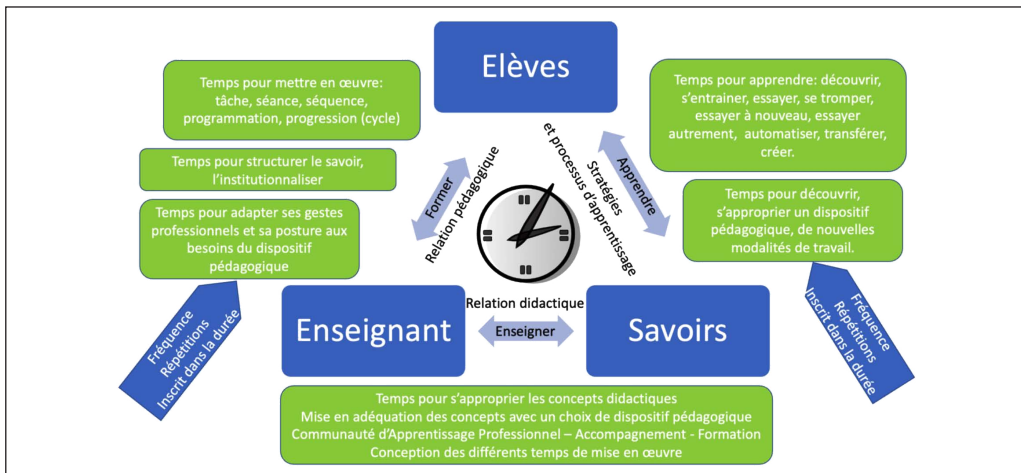 Elèves
Temps pour mettre en œuvre:
tâche, séance, séquence,
programmation, progression (cycle)
Temps pour structurer le savoir,
l'institutionnaliser
Temps pour adapter ses gestes
professionnels et sa posture aux
besoins du dispositif
pédagogique
Fréquence
Répétitions
Inscrit dans la durée
Former
Relation pédagogique
Temps pour apprendre: découvrir,
s'entrainer, essayer, se tromper,
essayer à nouveau, essayer
autrement, automatiser, transférer,
créer.
Temps pour découvrir,
s'approprier un dispositif
pédagogique, de nouvelles
modalités de travail.
Fréquence
Répétitions
Inscrit dans la durée
Apprendre
Stratégies
et processus d'apprentissage
Enseignant
Relation didactique
Enseigner
Savoirs
Temps pour s'approprier les concepts didactiques
Mise en adéquation des concepts avec un choix de dispositif pédagogique
Communauté d'Apprentissage Professionnel – Accompagnement - Formation
Conception des différents temps de mise en œuvre